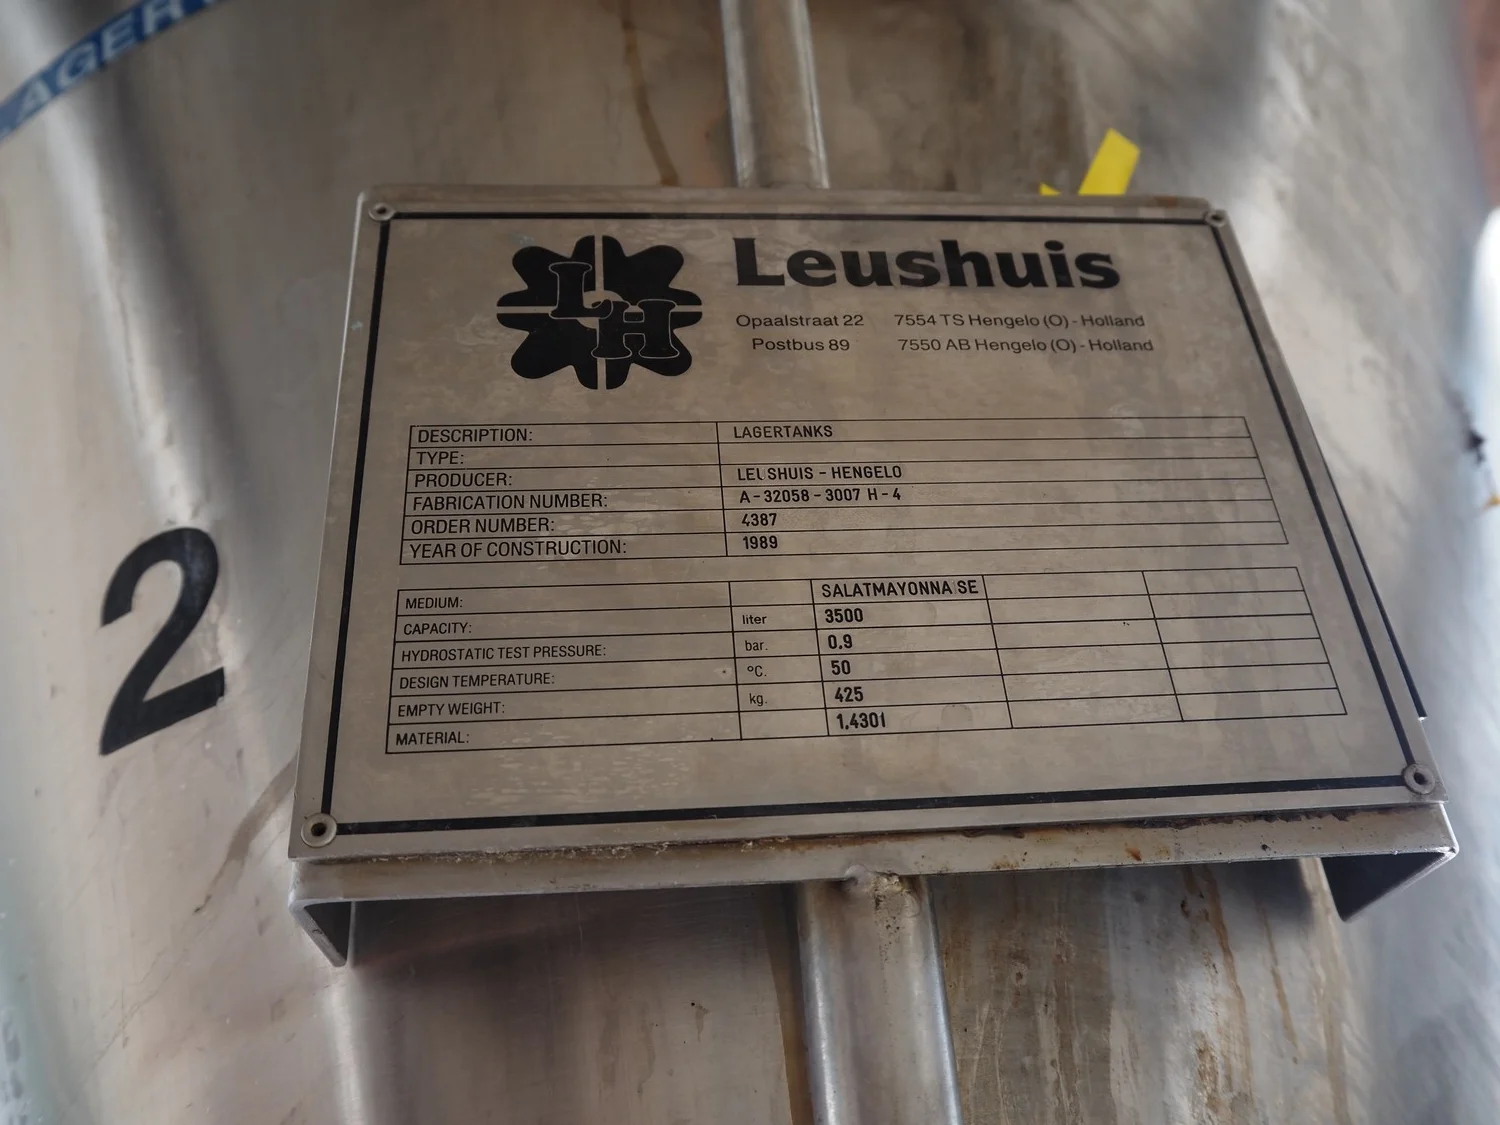 LAGER
Leushuis
LH
Opaalstraat 22 7554 TS Hengelo (O) - Holland
Postbus 89 7550 AB Hengelo (O) - Holland
DESCRIPTION: LAGERTANKS
TYPE:
PRODUCER: LEUSHUIS - HENGELO
FABRICATION NUMBER: A - 32058 - 3007 H - 4
ORDER NUMBER: 4387
YEAR OF CONSTRUCTION: 1989
MEDIUM: SALATMAYONNAISE
CAPACITY: liter 3500
HYDROSTATIC TEST PRESSURE: bar. 0.9
DESIGN TEMPERATURE: °C. 50
EMPTY WEIGHT: kg. 425
MATERIAL: 1.4301
2